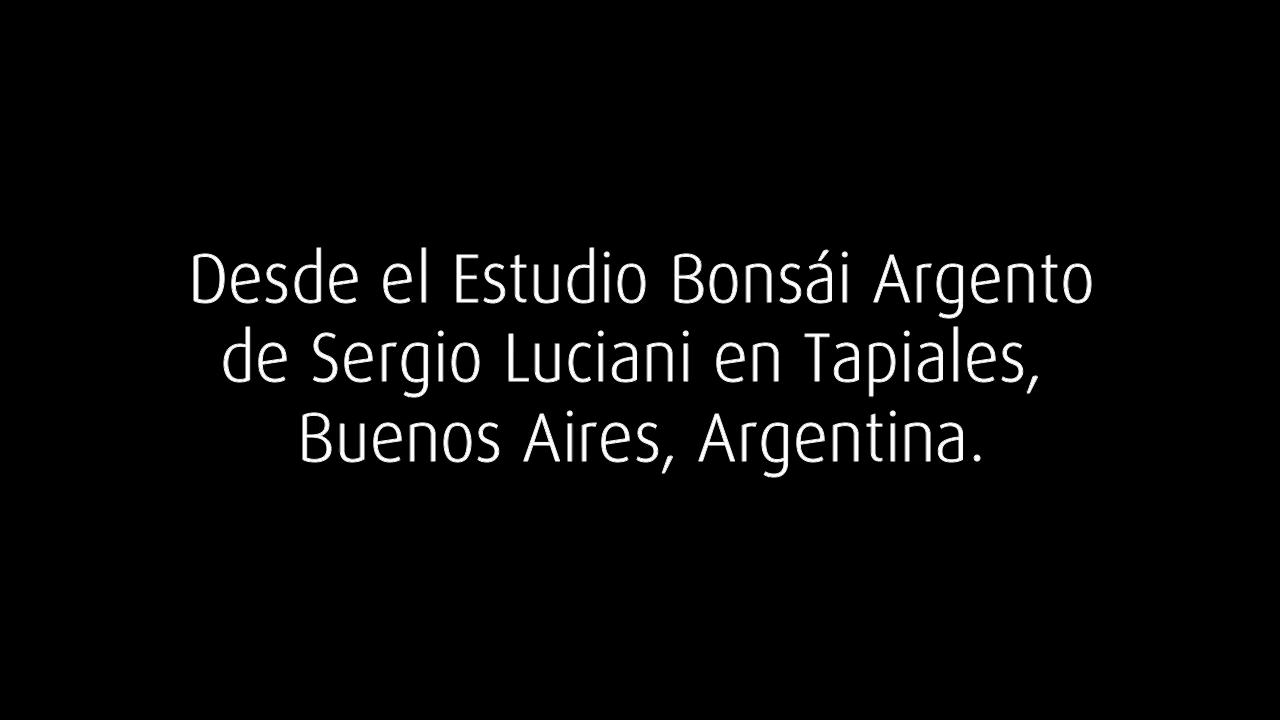 Desde el Estudio Bonsái Argento
de Sergio Luciani en Tapiales,
Buenos Aires, Argentina.